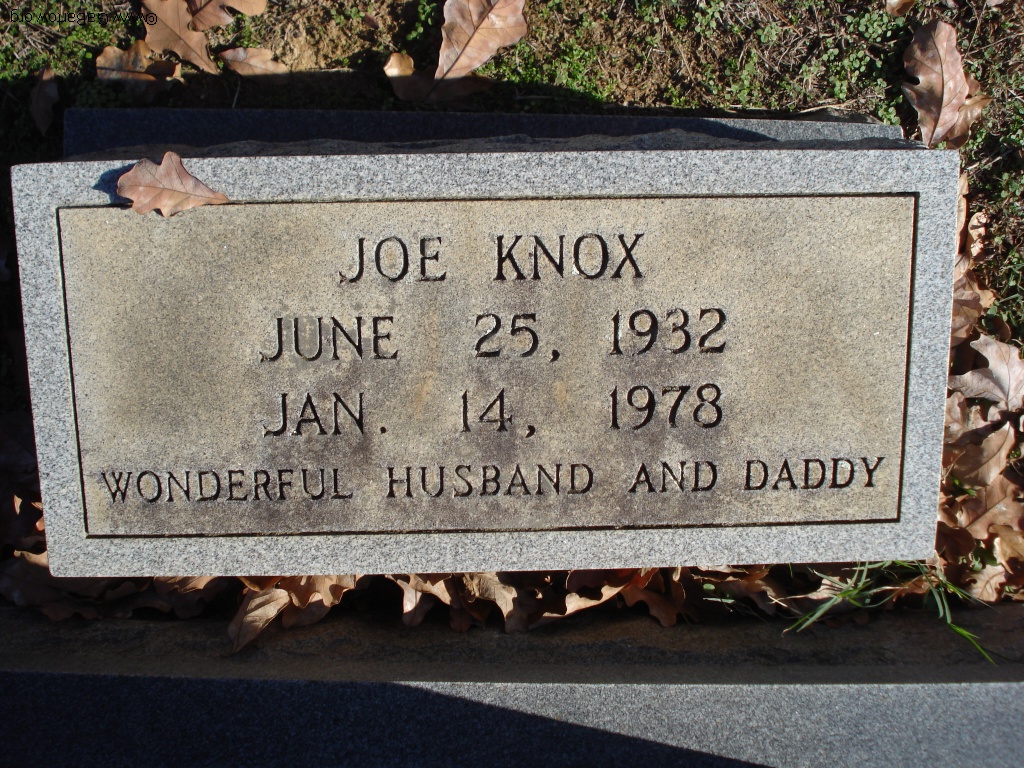 JOE KNOX
JUNE 25, 1932
JAN. 14, 1978
WONDERFUL HUSBAND AND DADDY